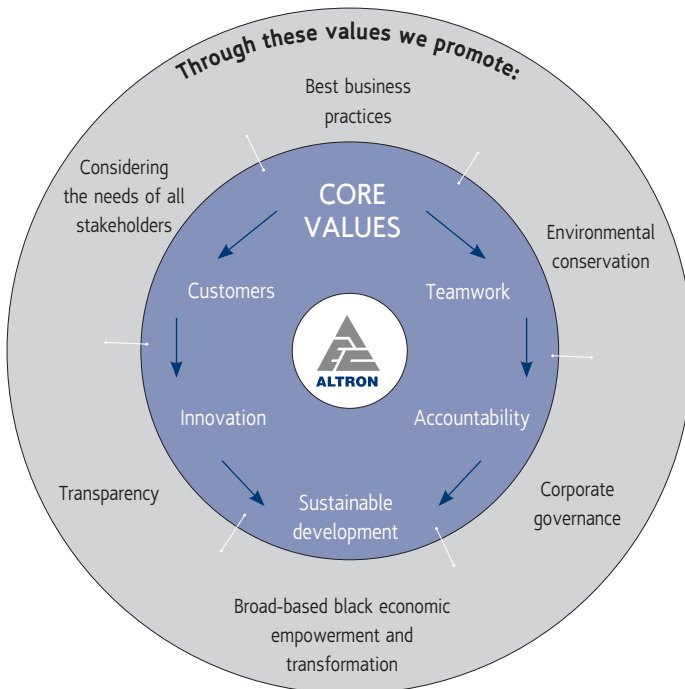 Through these values we promote:
Best business
practices
Considering
the needs of all
stakeholders
Environmental
conservation
CORE
VALUES
Customers
Teamwork
ALTRON
Innovation
Accountability
Transparency
Corporate
governance
Sustainable
development
Broad-based black economic
empowerment and
transformation